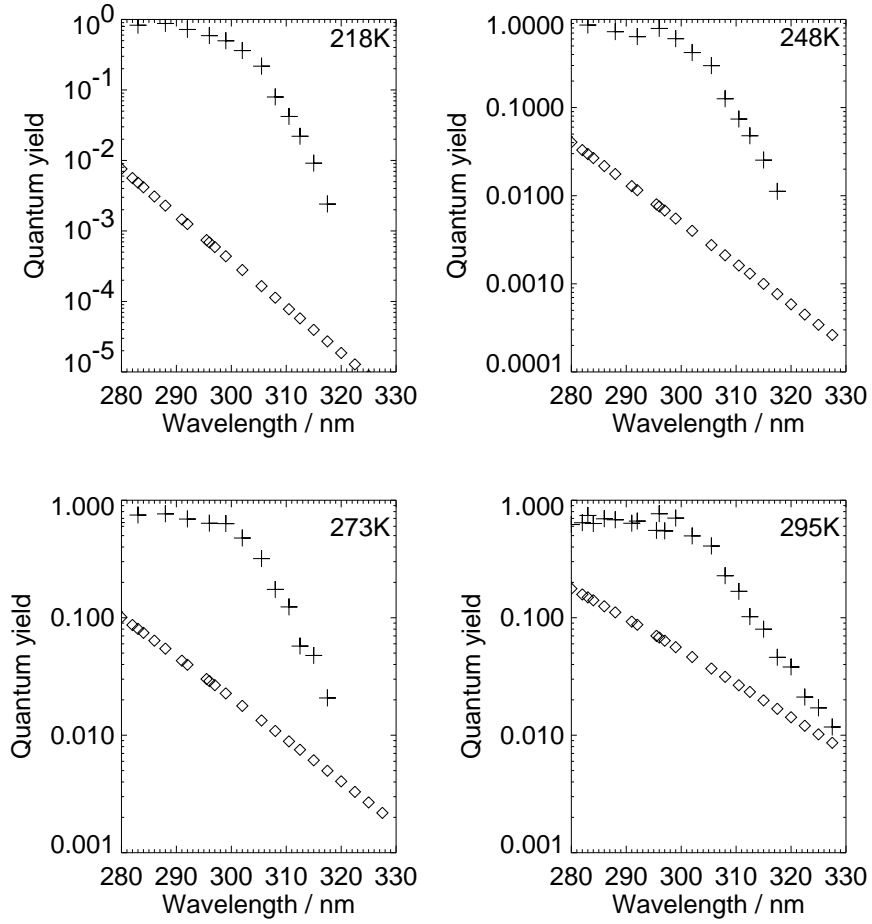 218K
10^0
10^-1
10^-2
10^-3
10^-4
10^-5
Quantum yield
280 290 300 310 320 330
Wavelength / nm
248K
1.0000
0.1000
0.0100
0.0010
0.0001
Quantum yield
280 290 300 310 320 330
Wavelength / nm
273K
1.000
0.100
0.010
0.001
Quantum yield
280 290 300 310 320 330
Wavelength / nm
295K
1.000
0.100
0.010
0.001
Quantum yield
280 290 300 310 320 330
Wavelength / nm